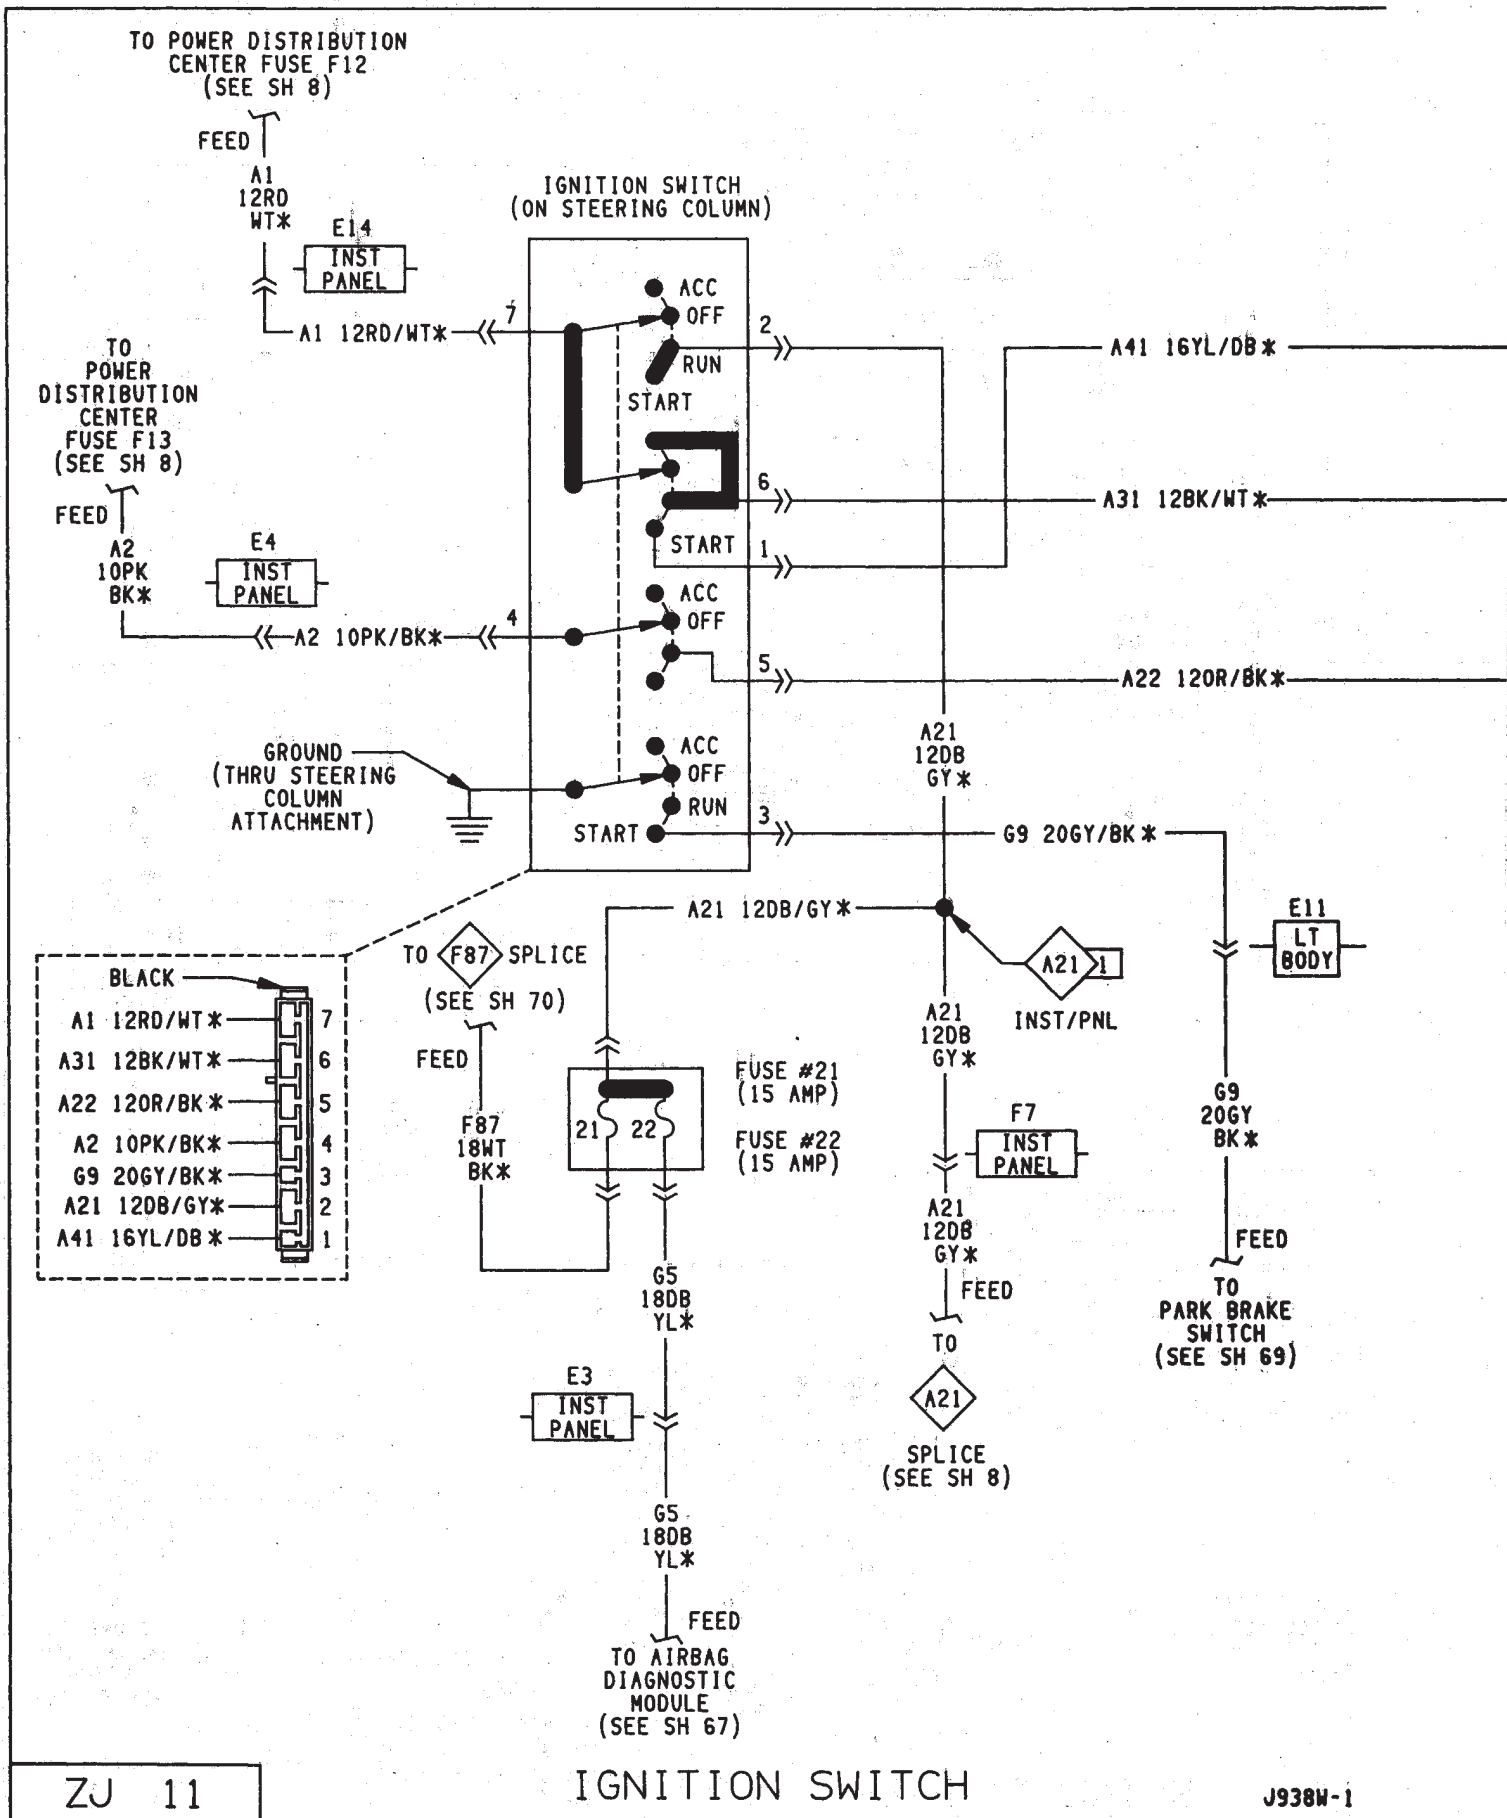 TO POWER DISTRIBUTION
CENTER FUSE F12
(SEE SH 8)
FEED
A1
12RD
WT*
E14
INST
PANEL
IGNITION SWITCH
(ON STEERING COLUMN)
A1 12RD/WT*
7
ACC
OFF
RUN
START
2
A41 16YL/DB*
TO
POWER
DISTRIBUTION
CENTER
FUSE F13
(SEE SH 8)
FEED
A2
10PK
BK*
E4
INST
PANEL
6
A31 12BK/WT*
START
1
A2 10PK/BK*
4
ACC
OFF
5
A22 12OR/BK*
GROUND
(THRU STEERING
COLUMN
ATTACHMENT)
ACC
OFF
RUN
START
3
A21
12DB
GY*
G9 20GY/BK*
A21 12DB/GY*
E11
LT
BODY
BLACK
A1 12RD/WT* 7
A31 12BK/WT* 6
A22 12OR/BK* 5
A2 10PK/BK* 4
G9 20GY/BK* 3
A21 12DB/GY* 2
A41 16YL/DB* 1
TO F87 SPLICE
(SEE SH 70)
FEED
F87
18WT
BK*
21 22
FUSE #21
(15 AMP)
FUSE #22
(15 AMP)
A21 1
INST/PNL
A21
12DB
GY*
F7
INST
PANEL
A21
12DB
GY*
FEED
TO
A21
SPLICE
(SEE SH 8)
G9
20GY
BK*
FEED
TO
PARK BRAKE
SWITCH
(SEE SH 69)
G5
18DB
YL*
E3
INST
PANEL
G5
18DB
YL*
FEED
TO AIRBAG
DIAGNOSTIC
MODULE
(SEE SH 67)
ZJ 11
IGNITION SWITCH
J938W-1